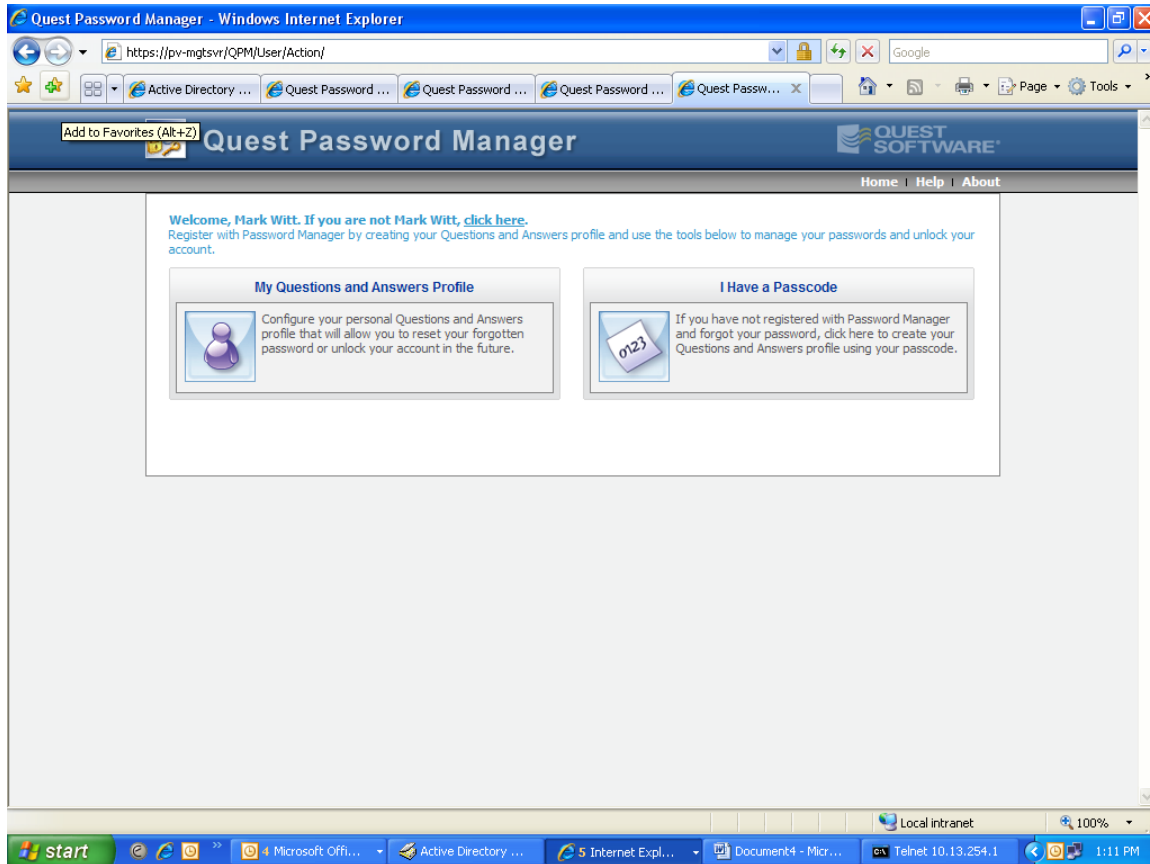 Quest Password Manager - Windows Internet Explorer
https://pv-mgtsvr/QPM/User/Action/
Google
Active Directory ...
Quest Password ...
Quest Password ...
Quest Password ...
Quest Passw...
Page
Tools
Add to Favorites (Alt+Z)
Quest Password Manager
QUEST
SOFTWARE
Home | Help | About
Welcome, Mark Witt. If you are not Mark Witt, click here.
Register with Password Manager by creating your Questions and Answers profile and use the tools below to manage your passwords and unlock your
account.
My Questions and Answers Profile
Configure your personal Questions and Answers
profile that will allow you to reset your forgotten
password or unlock your account in the future.
I Have a Passcode
0123
If you have not registered with Password Manager
and forgot your password, click here to create your
Questions and Answers profile using your passcode.
Local intranet
100%
start
4 Microsoft Offi...
Active Directory ...
5 Internet Expl...
Document4 - Micr...
Telnet 10.13.254.1
1:11 PM